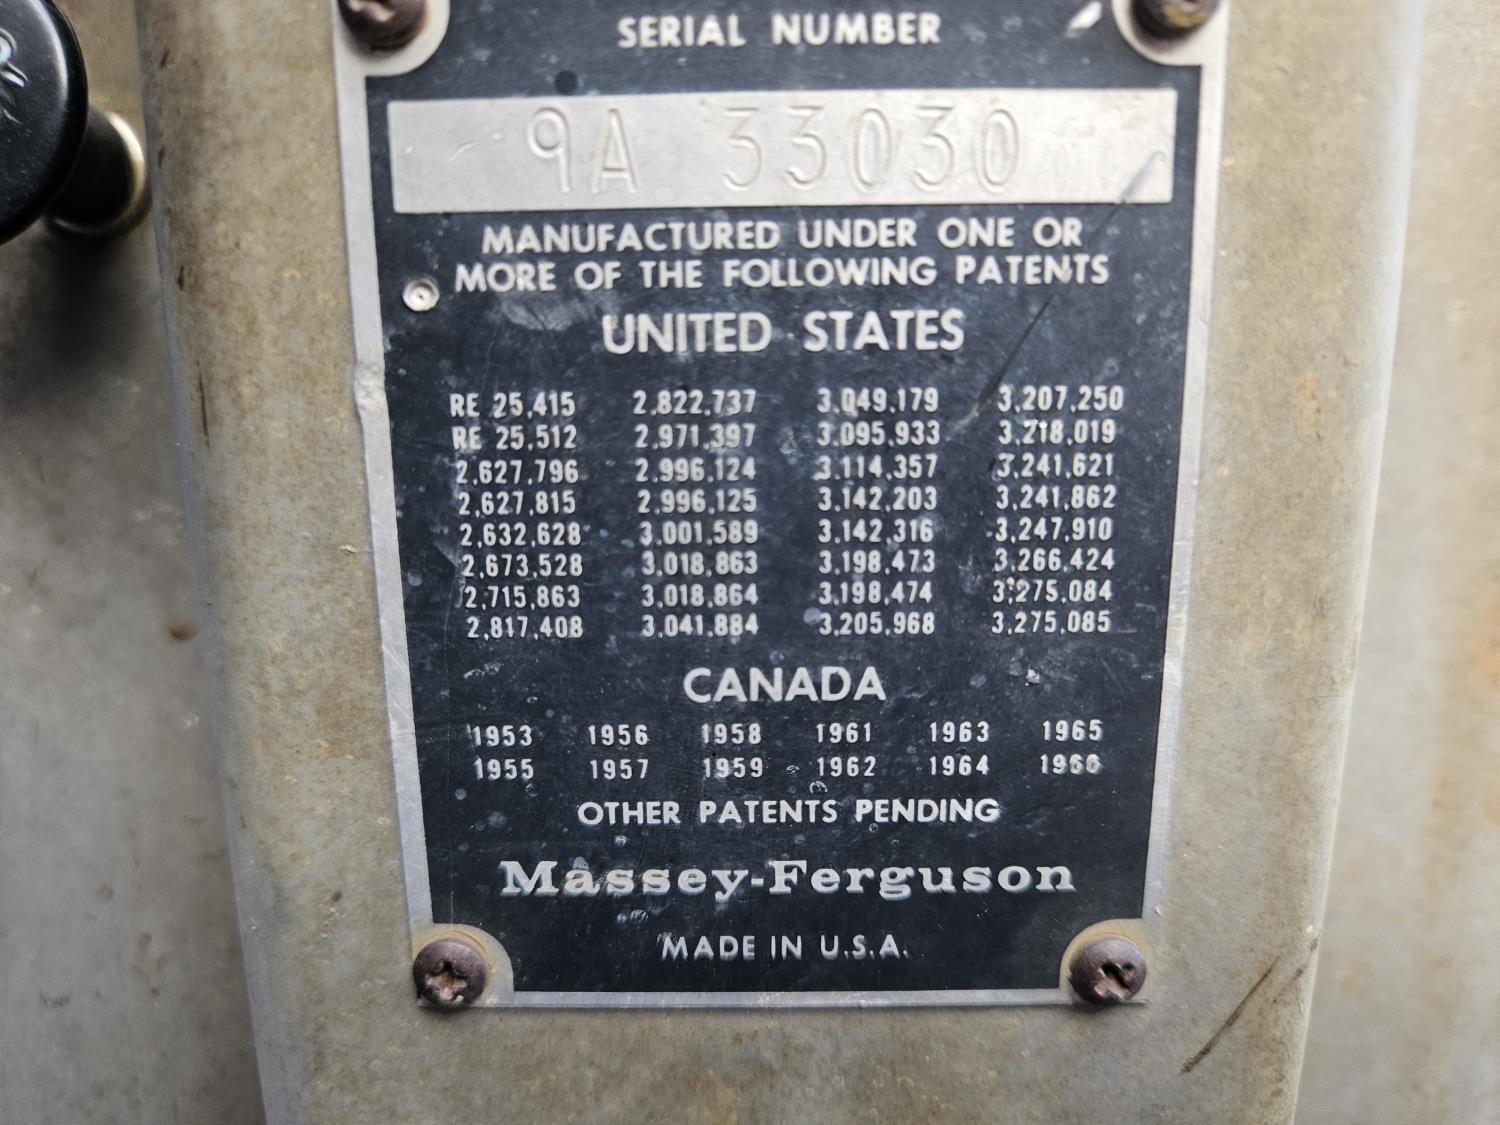 SERIAL NUMBER
9A 33030
MANUFACTURED UNDER ONE OR
MORE OF THE FOLLOWING PATENTS
UNITED STATES
RE 25,415 2,822,737 3,049,179 3,207,250
RE 25,512 2,971,397 3,095,933 3,218,019
2,627,796 2,996,124 3,114,357 3,241,621
2,627,815 2,996,125 3,142,203 3,241,862
2,632,628 3,001,589 3,142,316 3,247,910
2,673,528 3,018,863 3,198,473 3,266,424
2,715,863 3,018,864 3,198,474 3,275,084
2,817,408 3,041,884 3,205,968 3,275,085
CANADA
1953 1956 1958 1961 1963 1965
1955 1957 1959 1962 1964 1966
OTHER PATENTS PENDING
Massey-Ferguson
MADE IN U.S.A.